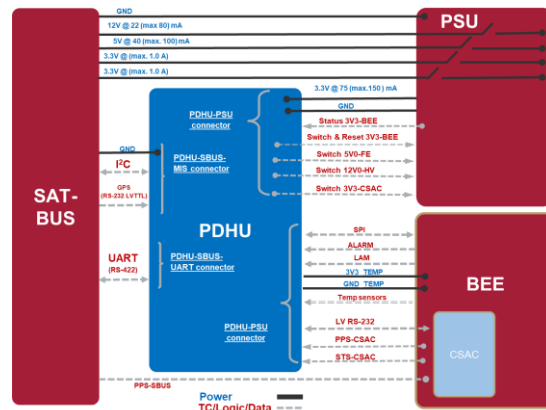 GND
12V @ 22 (max 80) mA
5V @ 40 (max. 100) mA
3.3V @ (max. 1.0 A)
3.3V @ (max. 1.0 A)
PSU
3.3V @ 75 (max.150 ) mA
GND
PDHU-PSU
connector
Status 3V3-BEE
Switch & Reset 3V3-BEE
Switch 5V0-FE
Switch 12V0-HV
Switch 3V3-CSAC
GND
I²C
GPS
(RS-232 LVTTL)
PDHU-SBUS-
MIS connector
SAT-
BUS
PDHU
UART
(RS-422)
PDHU-SBUS-
UART connector
SPI
ALARM
LAM
3V3 TEMP
GND TEMP
Temp sensors
BEE
PDHU-PSU
connector
LV RS-232
PPS-CSAC
STS-CSAC
CSAC
PPS-SBUS
Power
TC/Logic/Data